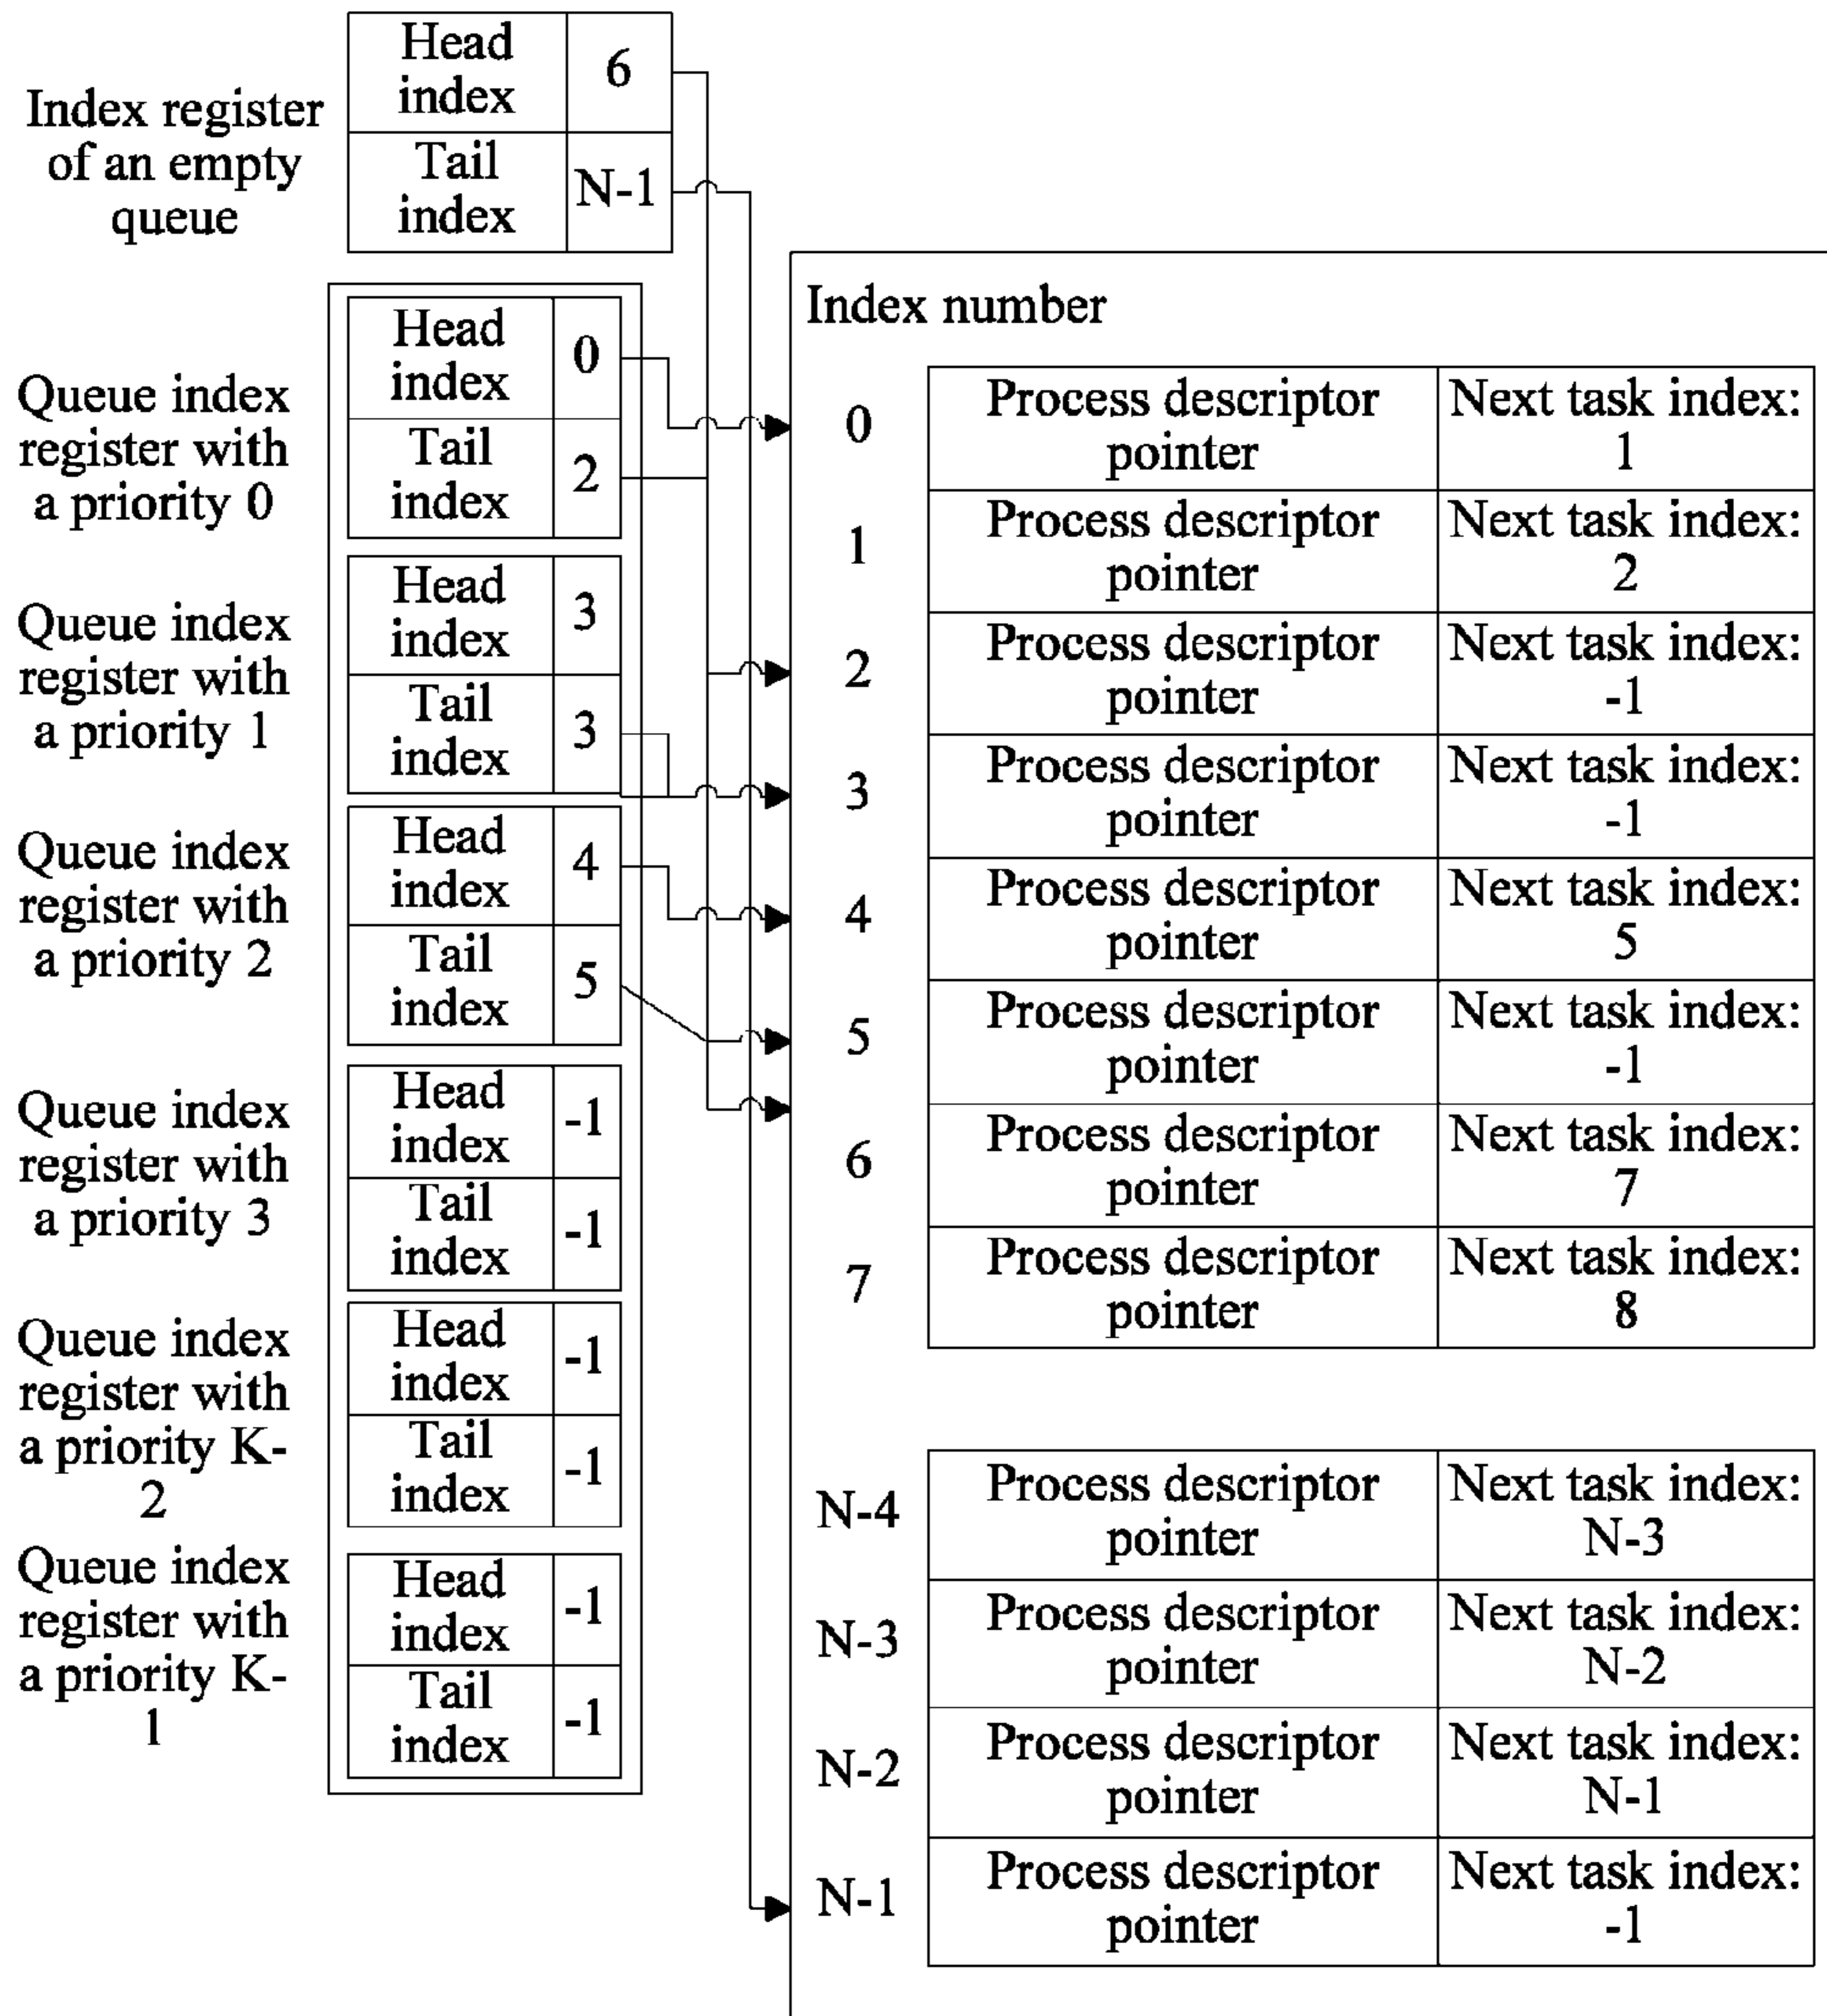 Index register
of an empty
queue
Head
index
6
Tail
index
N-1
Queue index
register with
a priority 0
Head
index
0
Tail
index
2
Queue index
register with
a priority 1
Head
index
3
Tail
index
3
Queue index
register with
a priority 2
Head
index
4
Tail
index
5
Queue index
register with
a priority 3
Head
index
-1
Tail
index
-1
Queue index
register with
a priority K-
2
Head
index
-1
Tail
index
-1
Queue index
register with
a priority K-
1
Head
index
-1
Tail
index
-1
Index number
0
Process descriptor
pointer
Next task index:
1
1
Process descriptor
pointer
Next task index:
2
2
Process descriptor
pointer
Next task index:
-1
3
Process descriptor
pointer
Next task index:
-1
4
Process descriptor
pointer
Next task index:
5
5
Process descriptor
pointer
Next task index:
-1
6
Process descriptor
pointer
Next task index:
7
7
Process descriptor
pointer
Next task index:
8
N-4
Process descriptor
pointer
Next task index:
N-3
N-3
Process descriptor
pointer
Next task index:
N-2
N-2
Process descriptor
pointer
Next task index:
N-1
N-1
Process descriptor
pointer
Next task index:
-1